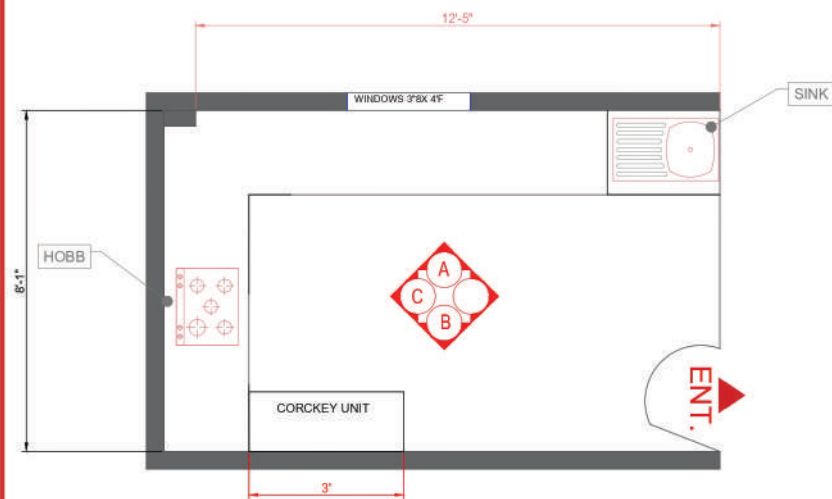 12'-5"
WINDOWS 3"8X 4'F
SINK
HOBB
8'-1"
A
C
B
ENT.
CORCKEY UNIT
3'